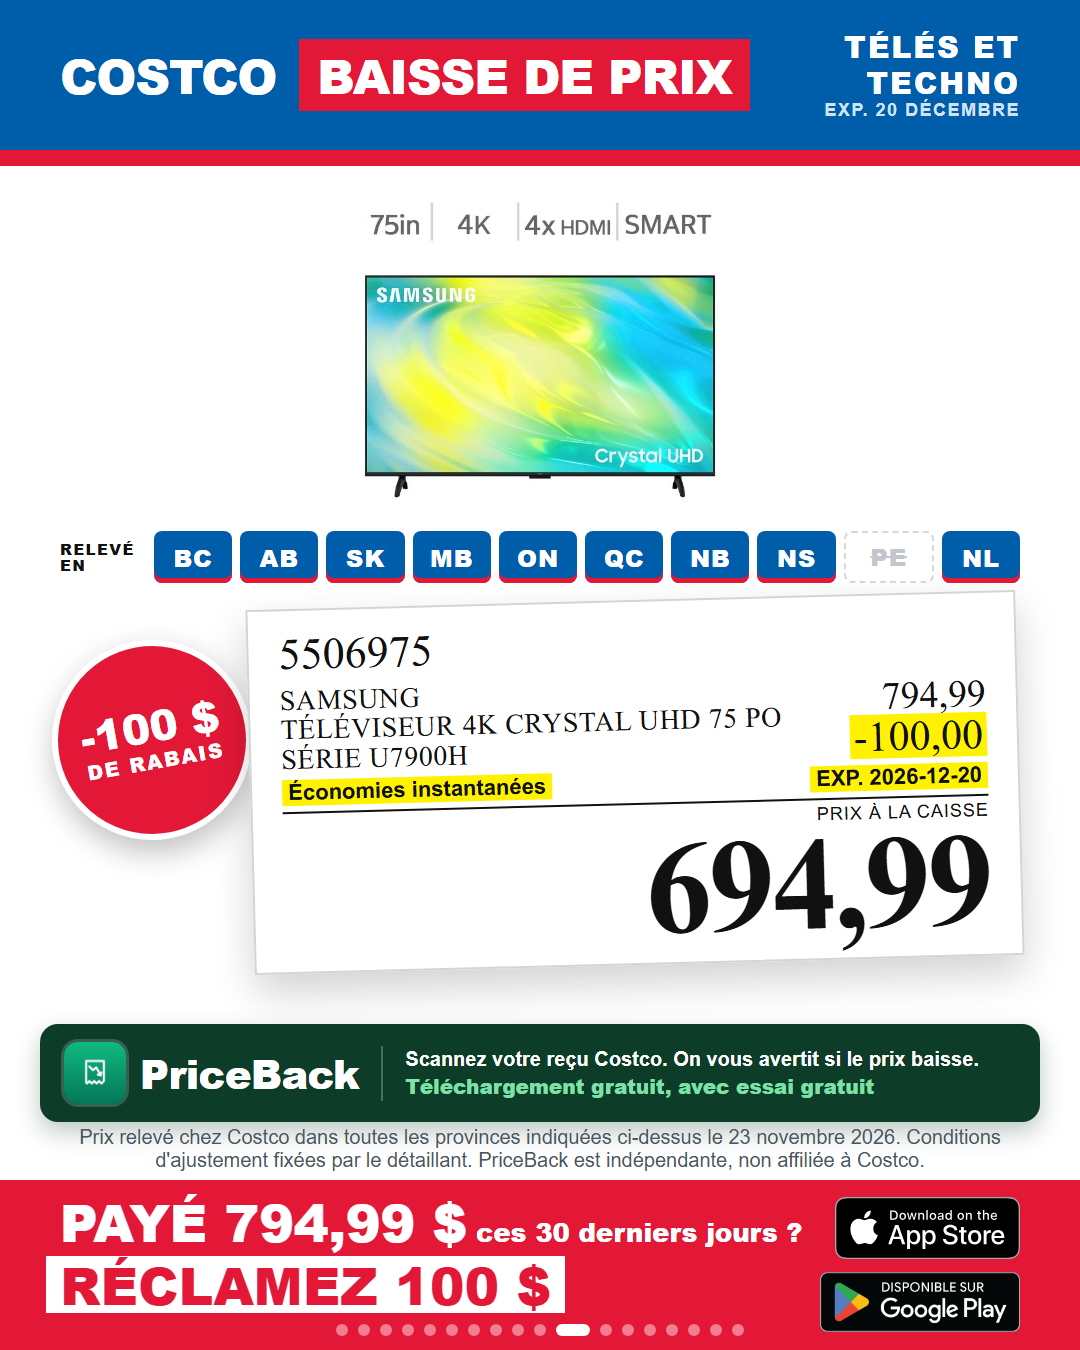 COSTCO
BAISSE DE PRIX
TÉLÉS ET
TECHNO
EXP. 20 DÉCEMBRE
75in
4K
4x HDMI
SMART
SAMSUNG
Crystal UHD
RELEVÉ
EN
BC
AB
SK
MB
ON
QC
NB
NS
PE
NL
-100 $
DE RABAIS
5506975
SAMSUNG
TÉLÉVISEUR 4K CRYSTAL UHD 75 PO
SÉRIE U7900H
Économies instantanées
794,99
-100,00
EXP. 2026-12-20
PRIX À LA CAISSE
694,99
PriceBack
Scannez votre reçu Costco. On vous avertit si le prix baisse.
Téléchargement gratuit, avec essai gratuit
Prix relevé chez Costco dans toutes les provinces indiquées ci-dessus le 23 novembre 2026. Conditions
d'ajustement fixées par le détaillant. PriceBack est indépendante, non affiliée à Costco.
PAYÉ 794,99 $ ces 30 derniers jours ?
RÉCLAMEZ 100 $
Download on the
App Store
DISPONIBLE SUR
Google Play